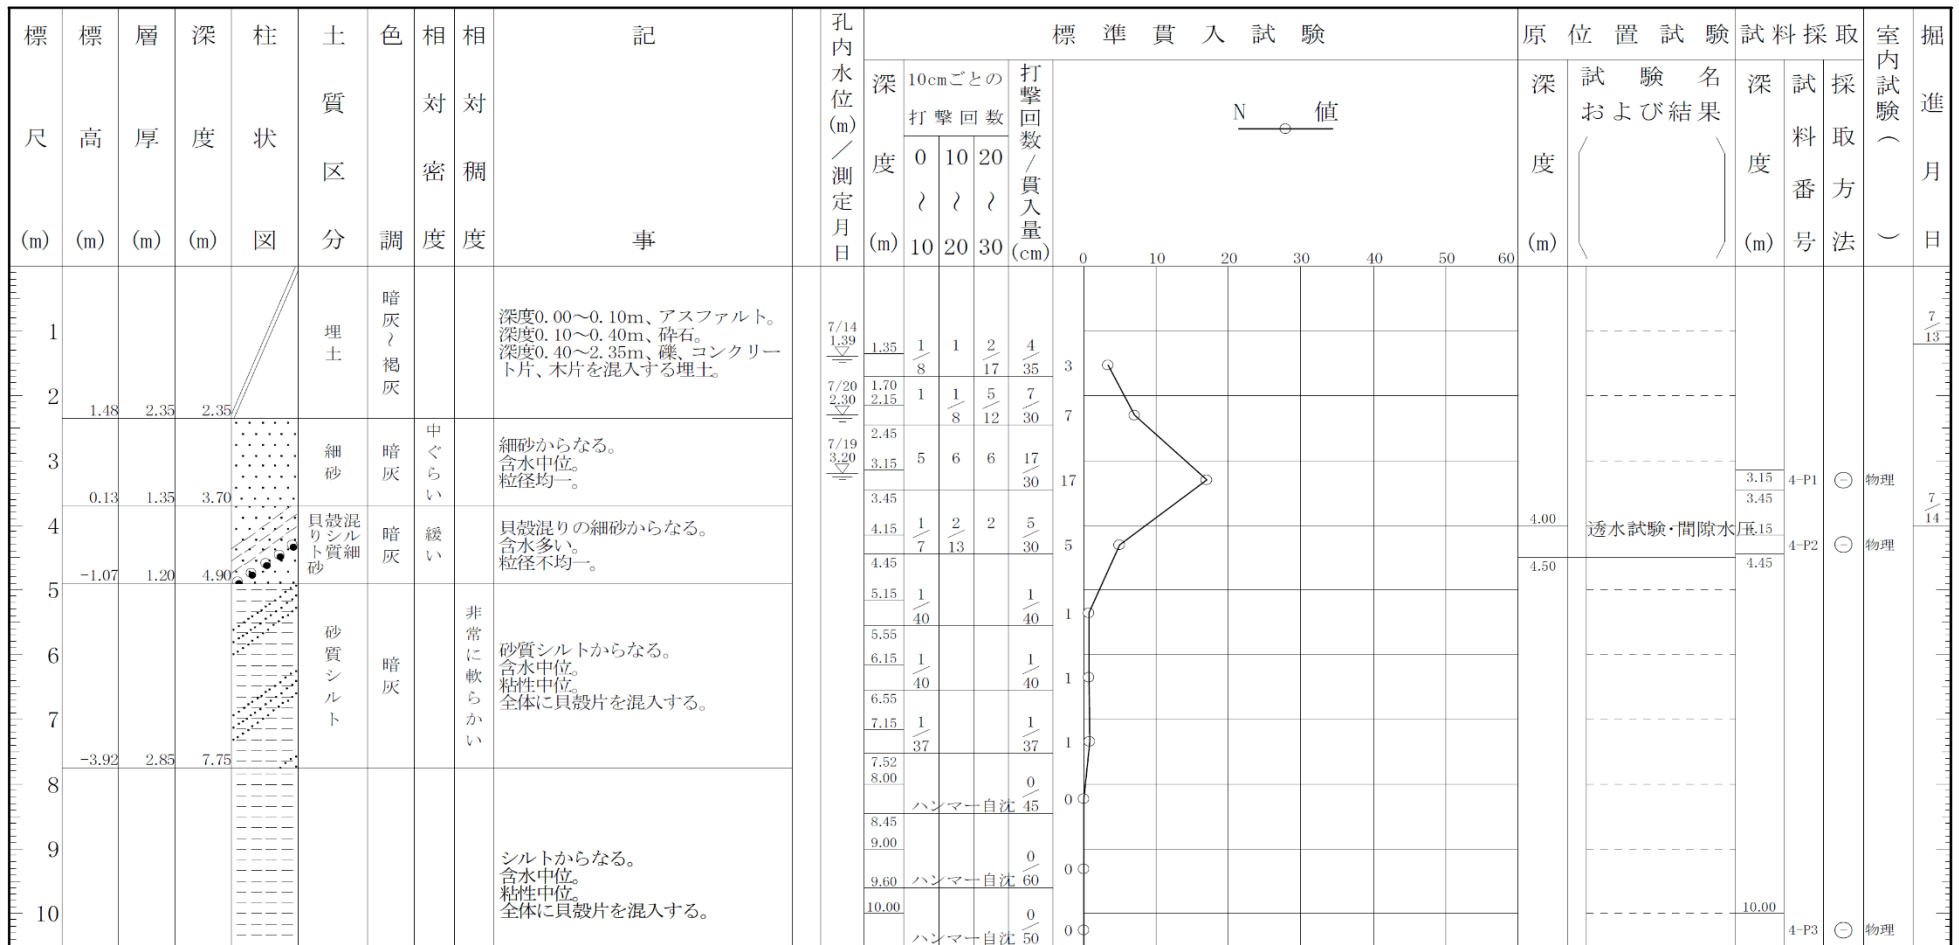 標尺(m)
標高(m)
層厚(m)
深度(m)
柱状図
土質区分
色調
相対密度
相対稠度
記事
孔内水位(m)／測定月日
標準貫入試験
深度(m)
10cmごとの
打撃回数
0～10
10～20
20～30
打撃回数/貫入量(cm)
N 値
0 10 20 30 40 50 60
原位置試験
深度(m)
試験名
および結果
試料採取
深度(m)
試料番号
採取方法
室内試験( )
掘進月日
1
2
3
4
5
6
7
8
9
10
1.48 2.35 2.35
埋土
暗灰～褐灰
深度0.00～0.10m、アスファルト。
深度0.10～0.40m、砕石。
深度0.40～2.35m、礫、コンクリー
ト片、木片を混入する埋土。
0.13 1.35 3.70
細砂
暗灰
中ぐらい
細砂からなる。
含水中位。
粒径均一。
-1.07 1.20 4.90
貝殻混
りシル
ト質細
砂
暗灰
緩い
貝殻混りの細砂からなる。
含水多い。
粒径不均一。
-3.92 2.85 7.75
砂質シルト
暗灰
非常に軟らかい
砂質シルトからなる。
含水中位。
粘性中位。
全体に貝殻片を混入する。
シルトからなる。
含水中位。
粘性中位。
全体に貝殻片を混入する。
7/14
1.39
7/20
2.30
7/19
3.20
1.35 1/8 1 2/17 4/35 3
1.70
2.15 1 1/8 5/12 7/30 7
2.45
3.15 5 6 6 17/30 17
3.45
4.15 1/7 2/13 2 5/30 5
4.45
5.15 1/40 1/40 1
5.55
6.15 1/40 1/40 1
6.55
7.15 1/37 1/37 1
7.52
8.00 ハンマー自沈 0/45 0
8.45
9.00 ハンマー自沈 0/60 0
9.60
10.00 ハンマー自沈 0/50 0
4.00
透水試験・間隙水圧
4.50
3.15 4-P1 物理
3.45
4.15 4-P2 物理
4.45
10.00 4-P3 物理
7/13
7/14